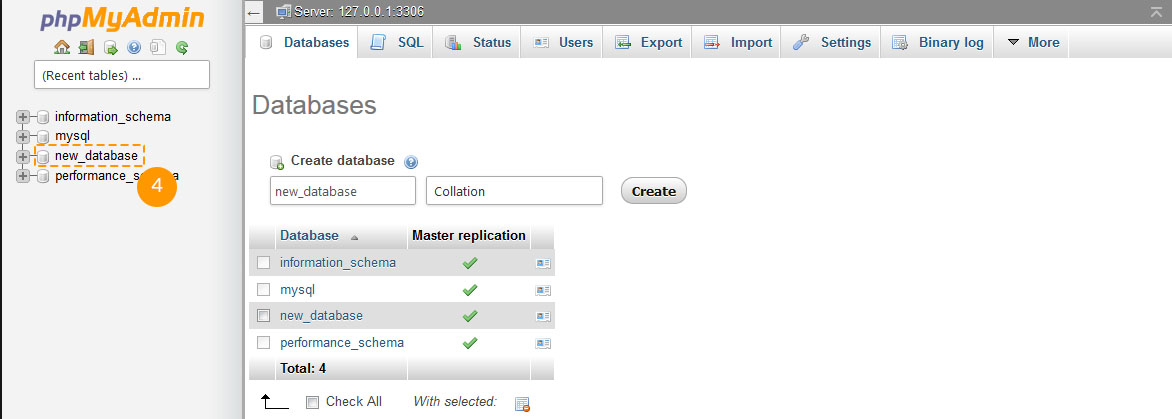 phpMyAdmin
(Recent tables) ...
information_schema
mysql
new_database
performance_s a
4
Server: 127.0.0.1:3306
Databases SQL Status Users Export Import Settings Binary log More
Databases
Create database
new_database Collation Create
Database Master replication
information_schema
mysql
new_database
performance_schema
Total: 4
Check All With selected: